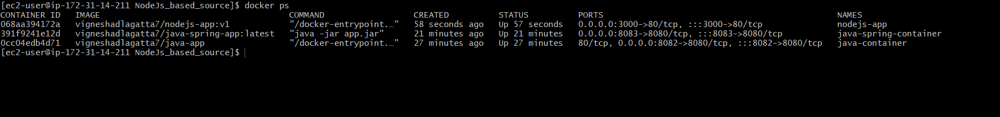 [ec2-user@ip-172-31-14-211 NodeJs_based_source]$ docker ps
CONTAINER ID   IMAGE                                    COMMAND                  CREATED          STATUS          PORTS                                               NAMES
068aa394172a   vigneshadlagatta7/nodejs-app:v1          "/docker-entrypoint.…"   58 seconds ago   Up 57 seconds   0.0.0.0:3000->80/tcp, :::3000->80/tcp               nodejs-app
391f9241e12d   vigneshadlagatta7/java-spring-app:latest   "java -jar app.jar"      21 minutes ago   Up 21 minutes   0.0.0.0:8083->8080/tcp, :::8083->8080/tcp           java-spring-container
0cc04edb4d71   vigneshadlagatta7/java-app               "/docker-entrypoint.…"   27 minutes ago   Up 27 minutes   80/tcp, 0.0.0.0:8082->8080/tcp, :::8082->8080/tcp   java-container
[ec2-user@ip-172-31-14-211 NodeJs_based_source]$